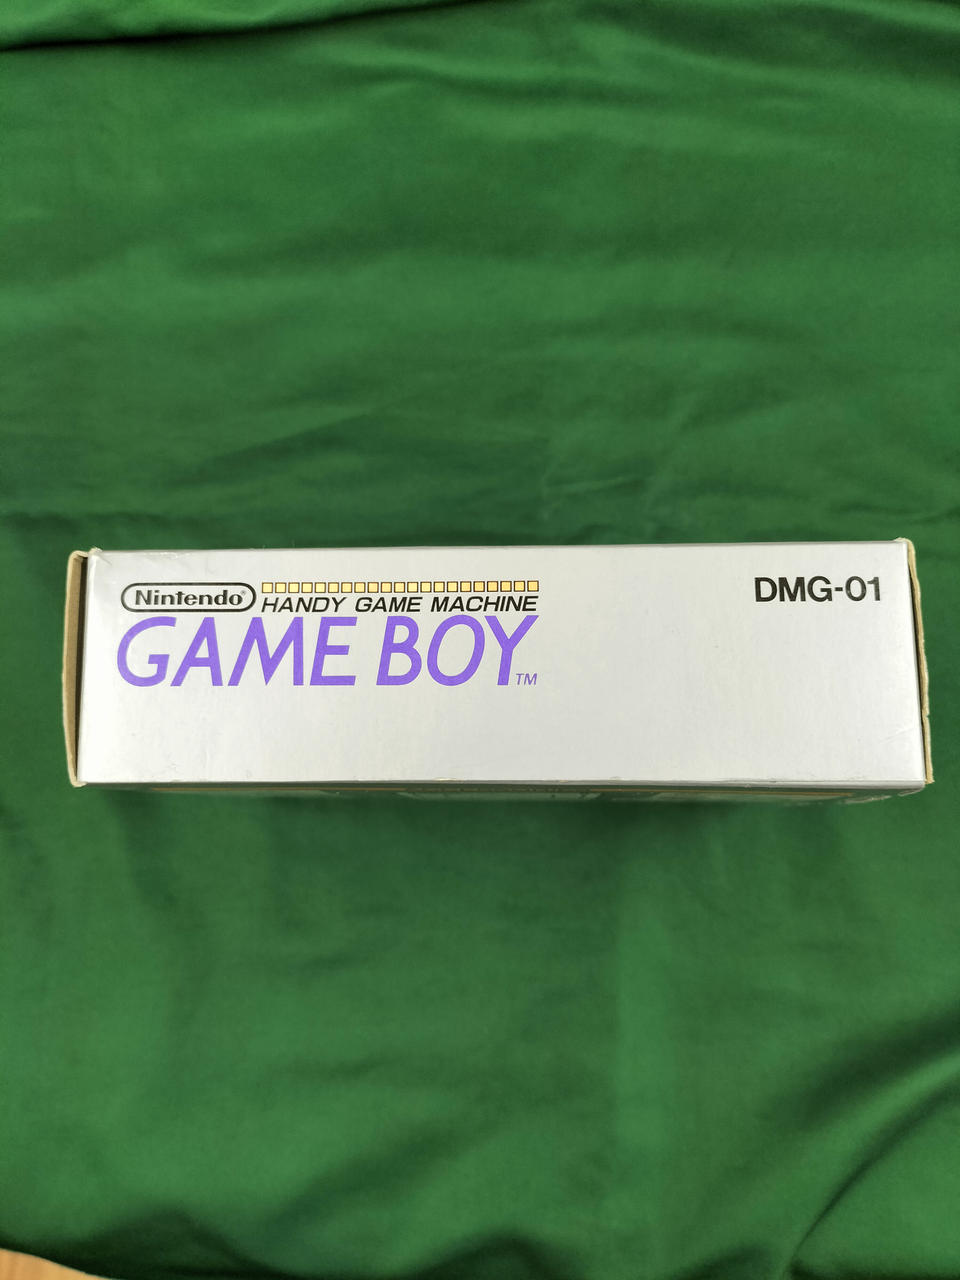 Nintendo®
HANDY GAME MACHINE
GAME BOY™
DMG-01